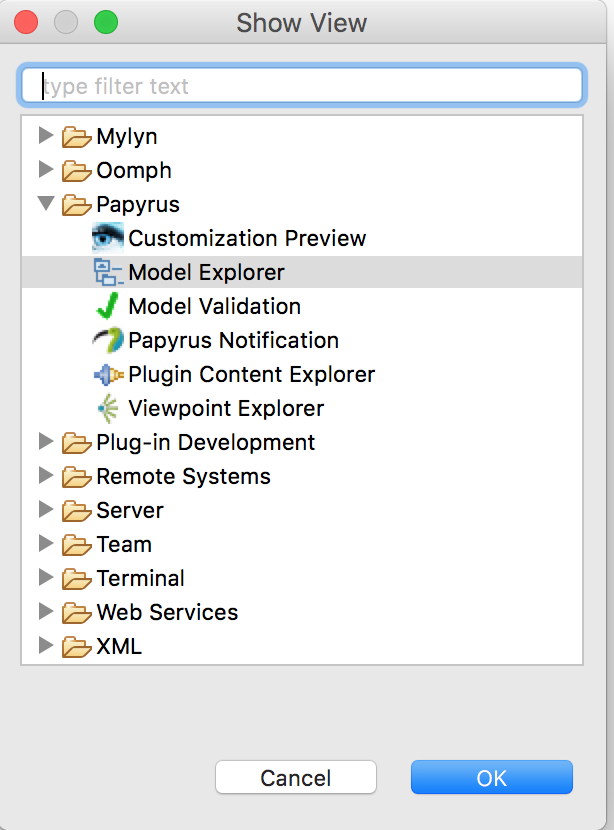 Show View
type filter text
Mylyn
Oomph
Papyrus
Customization Preview
Model Explorer
Model Validation
Papyrus Notification
Plugin Content Explorer
Viewpoint Explorer
Plug-in Development
Remote Systems
Server
Team
Terminal
Web Services
XML
Cancel OK